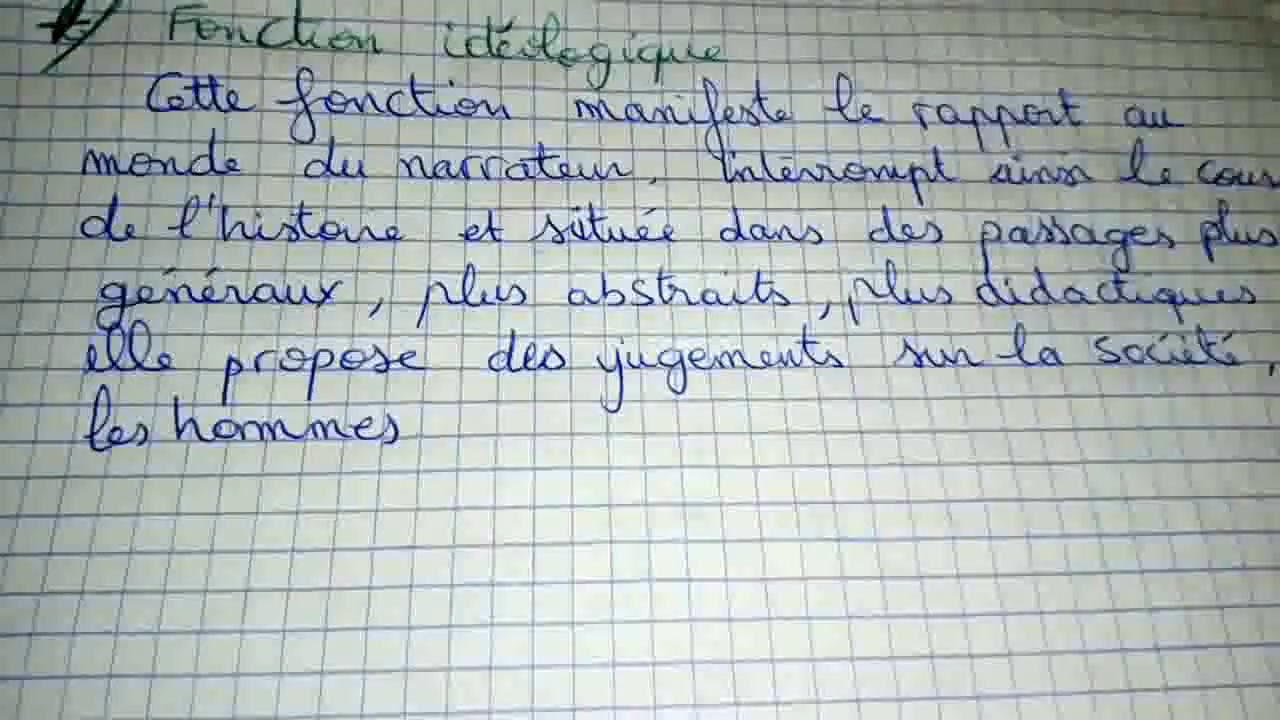 Fonction idéologique
Cette fonction manifeste le rapport au
monde du narrateur. Interrompt ainsi le cour
de l'histoire et située dans des passages plus
généraux, plus abstraits, plus didactiques
elle propose des jugements sur la société,
les hommes